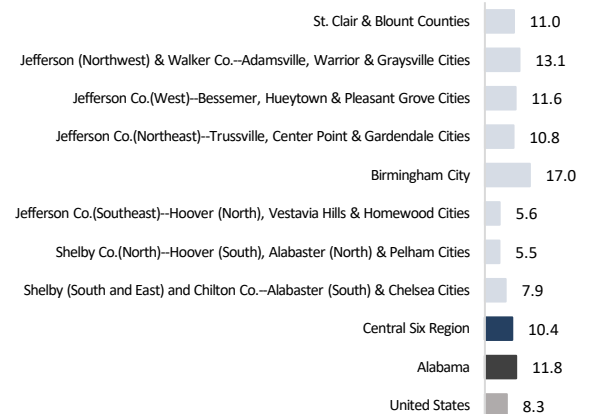 St. Clair & Blount Counties 11.0
Jefferson (Northwest) & Walker Co.--Adamsville, Warrior & Graysville Cities 13.1
Jefferson Co.(West)--Bessemer, Hueytown & Pleasant Grove Cities 11.6
Jefferson Co.(Northeast)--Trussville, Center Point & Gardendale Cities 10.8
Birmingham City 17.0
Jefferson Co.(Southeast)--Hoover (North), Vestavia Hills & Homewood Cities 5.6
Shelby Co.(North)--Hoover (South), Alabaster (North) & Pelham Cities 5.5
Shelby (South and East) and Chilton Co.--Alabaster (South) & Chelsea Cities 7.9
Central Six Region 10.4
Alabama 11.8
United States 8.3